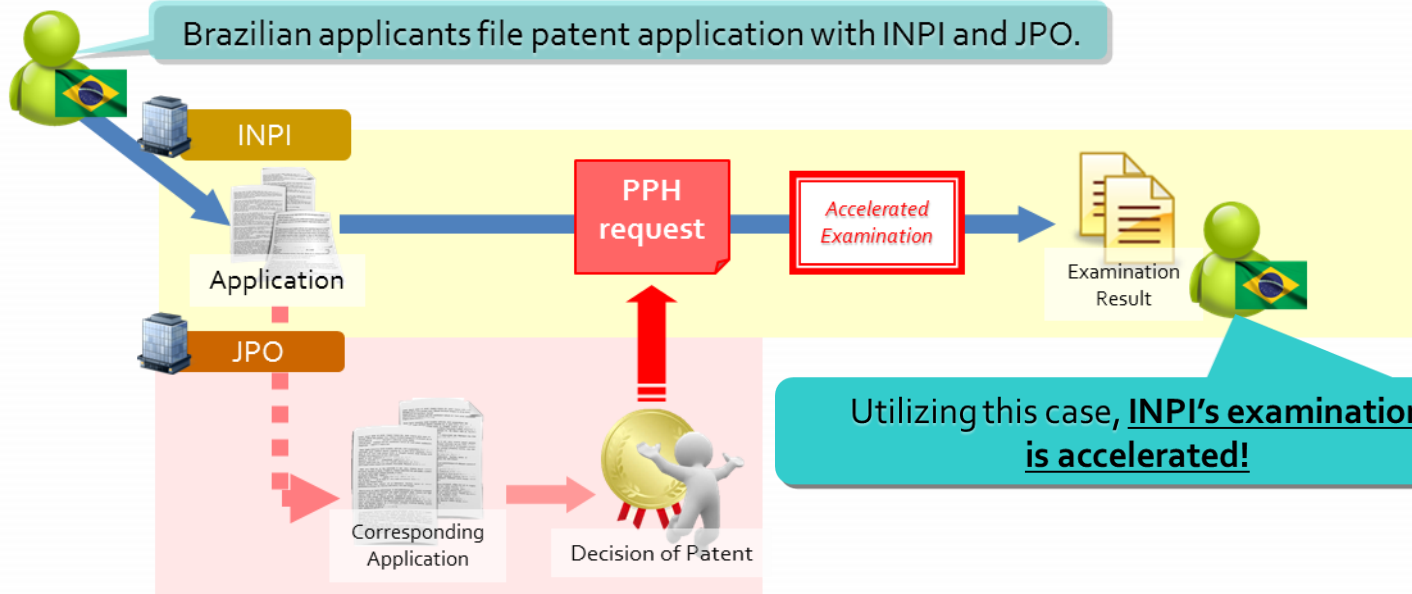 Brazilian applicants file patent application with INPI and JPO.
INPI
Application
PPH
request
Accelerated
Examination
Examination
Result
JPO
Corresponding
Application
Decision of Patent
Utilizing this case, INPI's examination
is accelerated!